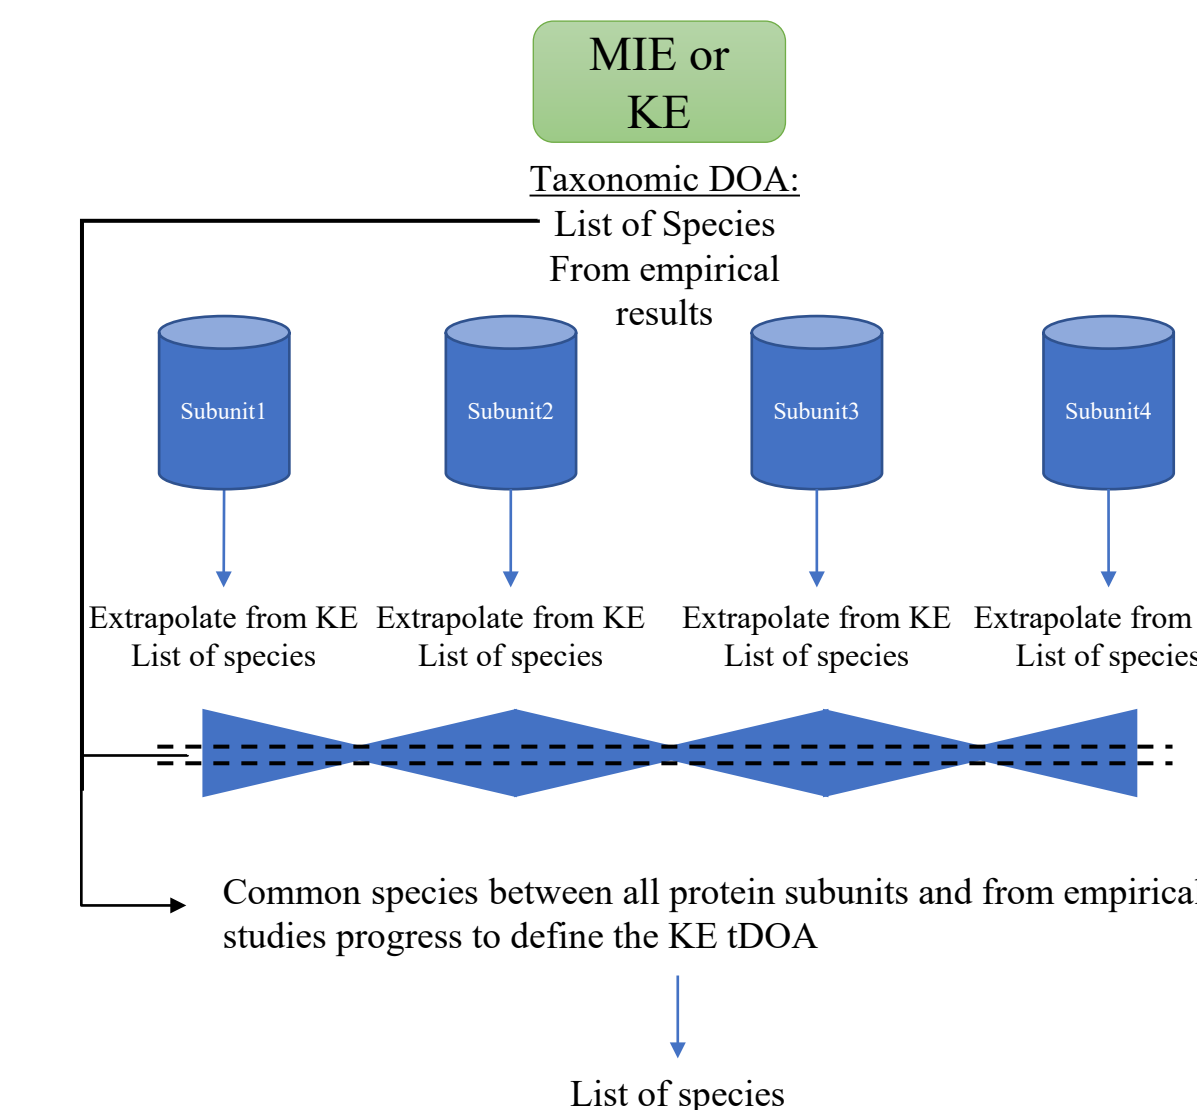 MIE or
KE
Taxonomic DOA:
List of Species
From empirical
results
Subunit1
Subunit2
Subunit3
Subunit4
Extrapolate from KE
List of species
Extrapolate from KE
List of species
Extrapolate from KE
List of species
Extrapolate from
List of species
Common species between all protein subunits and from empirical
studies progress to define the KE tDOA
List of species